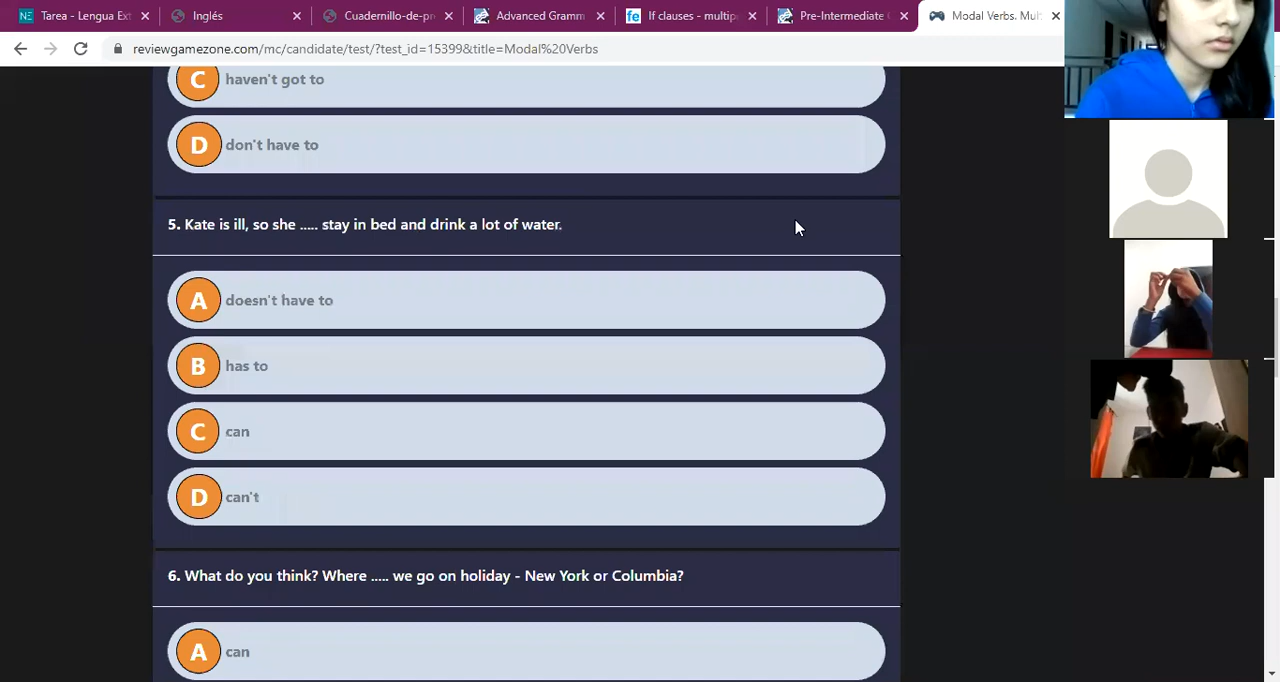 Tarea - Lengua Ext
Inglés
Cuadernillo-de-pr
Advanced Gramm
If clauses - multip
Pre-Intermediate
Modal Verbs. Mul
reviewgamezone.com/mc/candidate/test/?test_id=15399&title=Modal%20Verbs
C haven't got to
D don't have to
5. Kate is ill, so she ..... stay in bed and drink a lot of water.
A doesn't have to
B has to
C can
D can't
6. What do you think? Where ..... we go on holiday - New York or Columbia?
A can